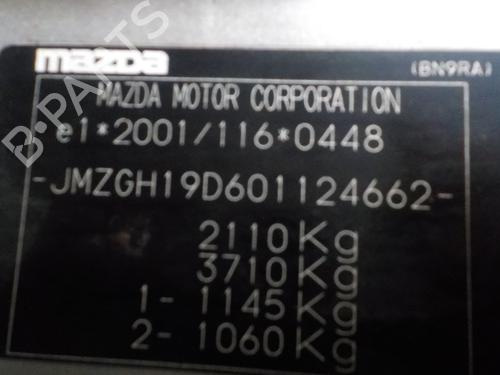 mazda
(BN9RA)
MAZDA MOTOR CORPORATION
e1*2001/116*0448
-JMZGH19D601124662-
2110Kg
3710Kg
1- 1145Kg
2- 1060Kg
B-PARTS